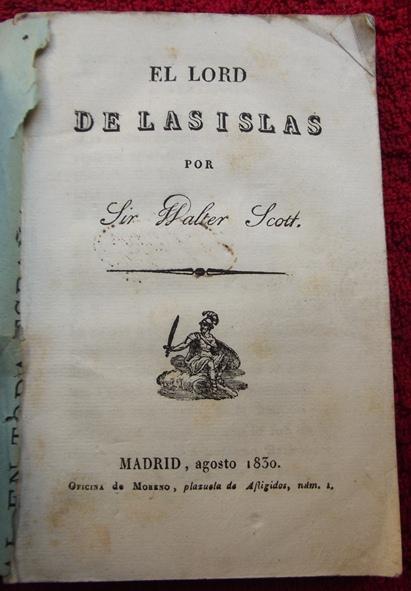 EL LORD
DE LAS ISLAS
POR
Sir Walter Scott.
MADRID, agosto 1830.
OFICINA de MORENO, plazuela de Afligidos, núm. 1.